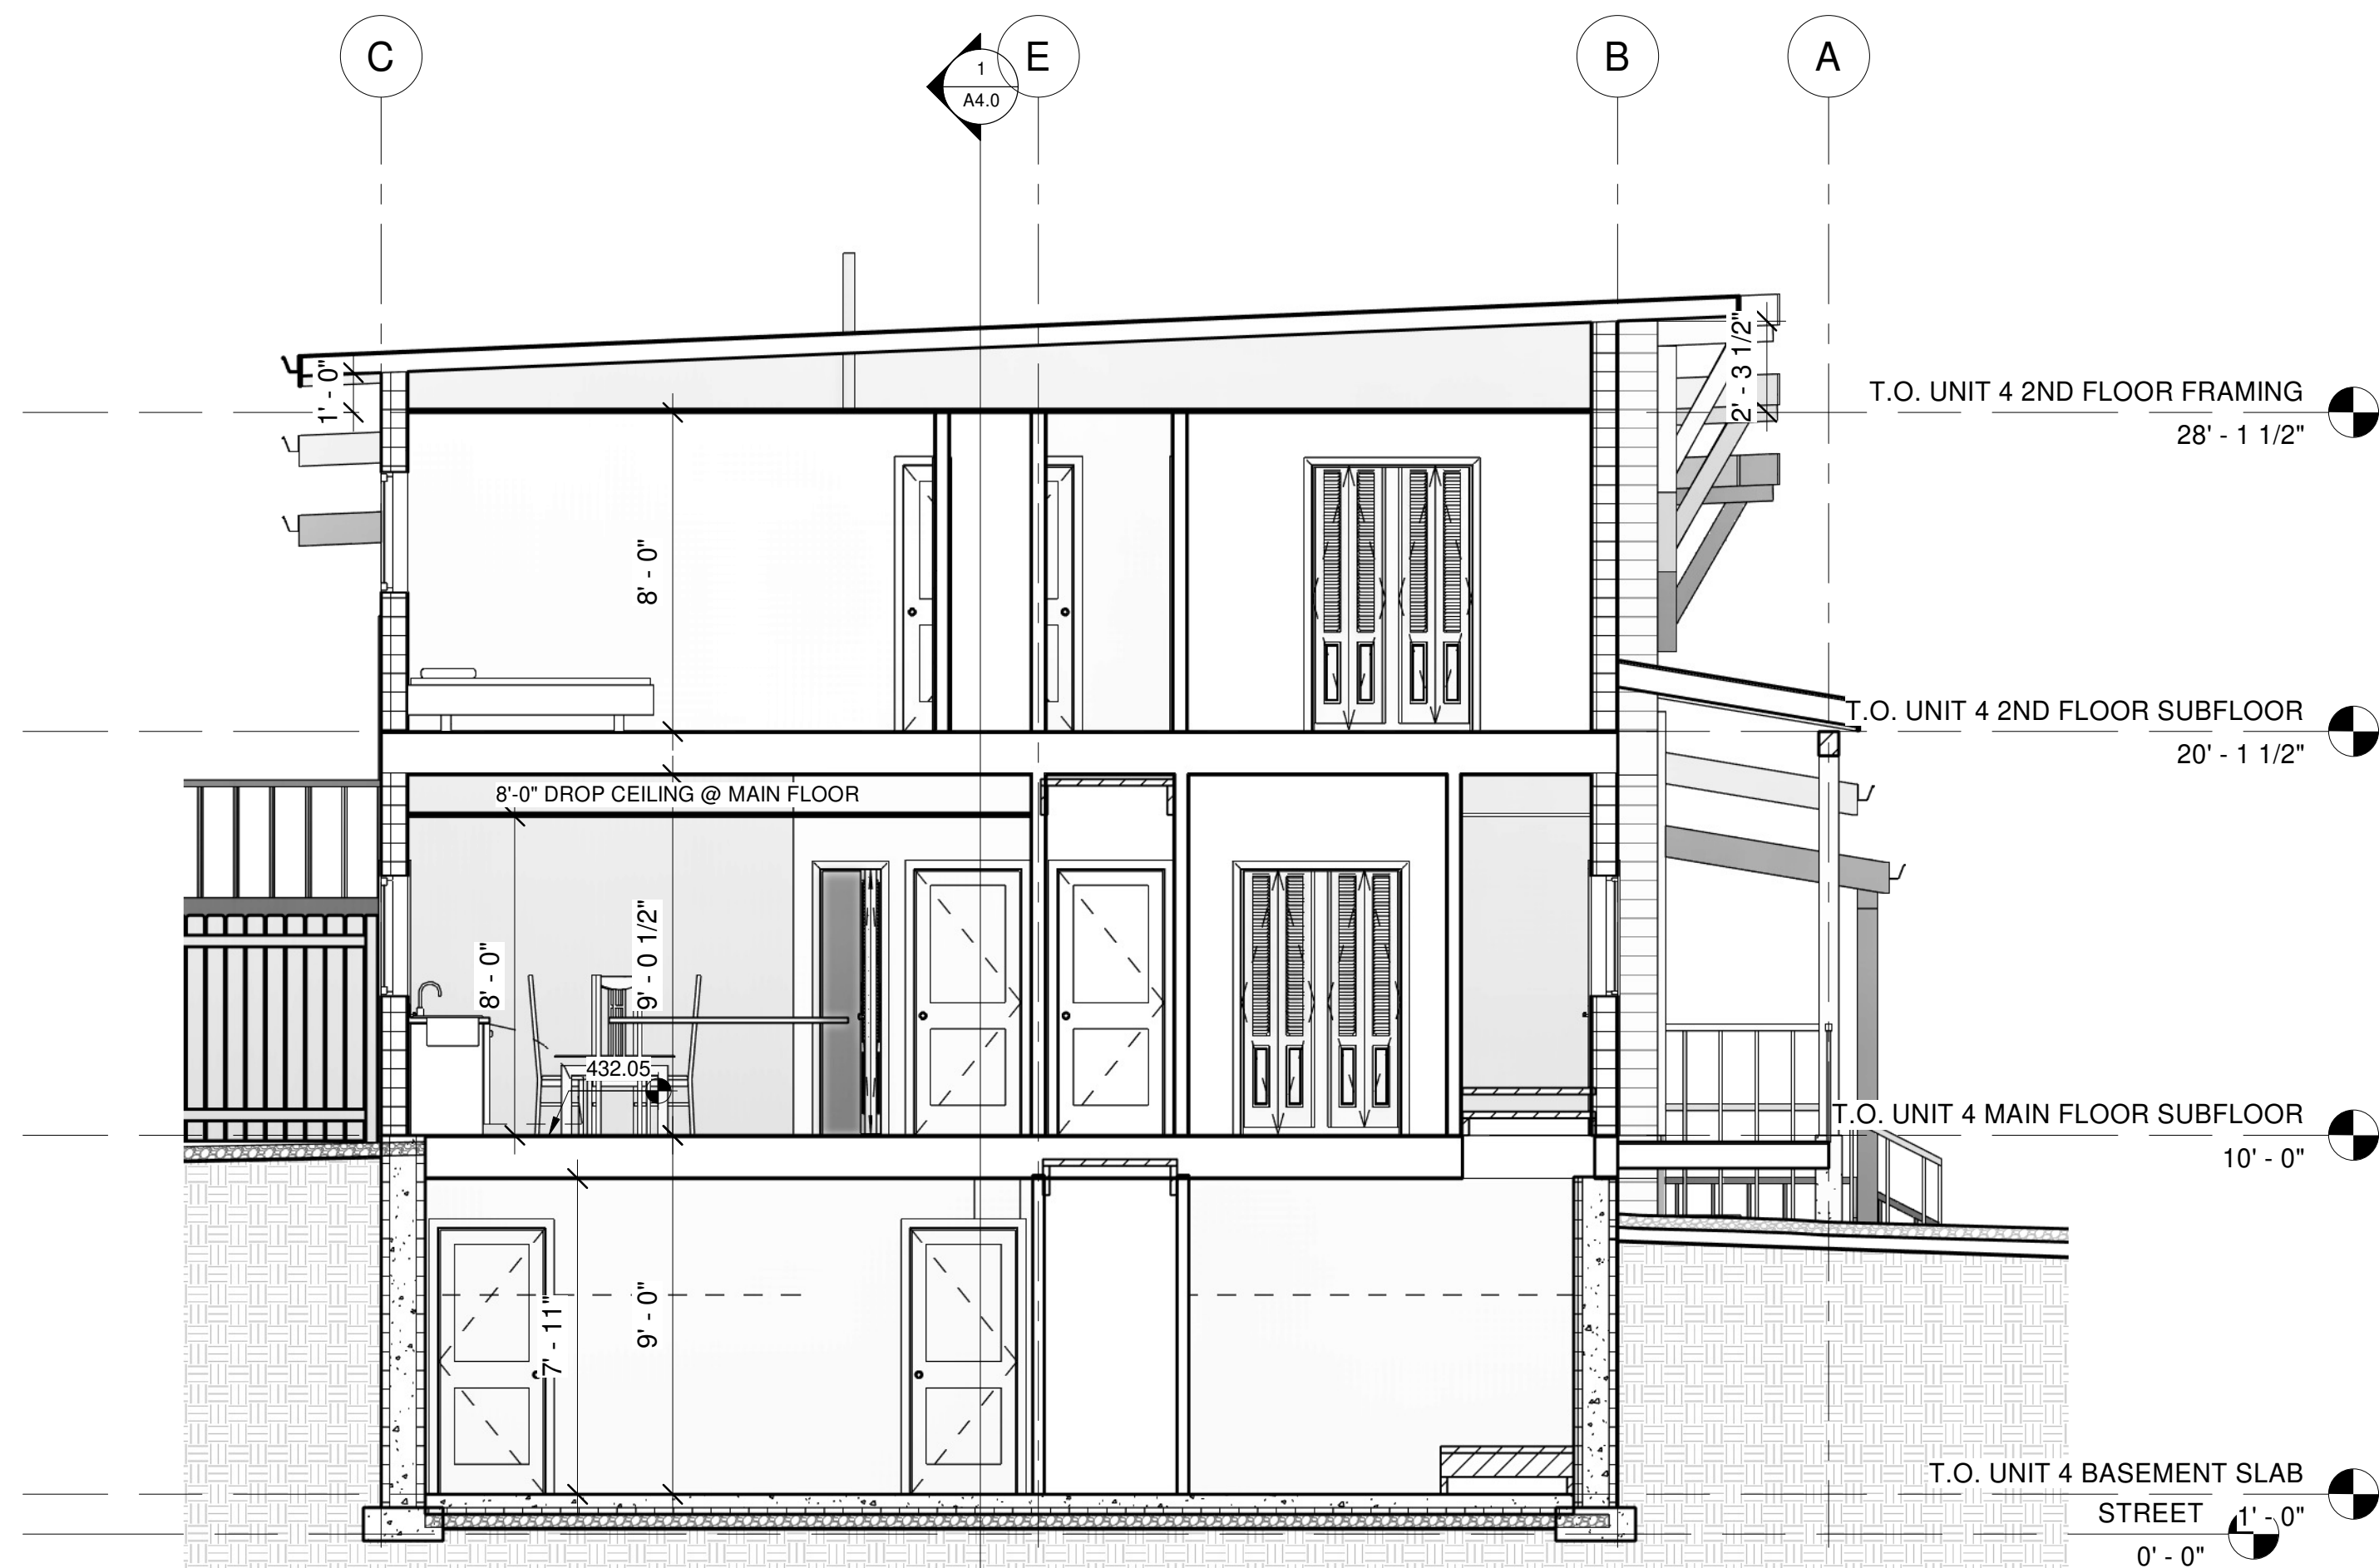 C
1
A4.0
E
B
A
1' - 0"
2' - 3 1/2"
T.O. UNIT 4 2ND FLOOR FRAMING
28' - 1 1/2"
8' - 0"
T.O. UNIT 4 2ND FLOOR SUBFLOOR
20' - 1 1/2"
8'-0" DROP CEILING @ MAIN FLOOR
8' - 0"
9' - 0 1/2"
432.05
T.O. UNIT 4 MAIN FLOOR SUBFLOOR
10' - 0"
7' - 11"
9' - 0"
T.O. UNIT 4 BASEMENT SLAB
1' - 0"
STREET
0' - 0"